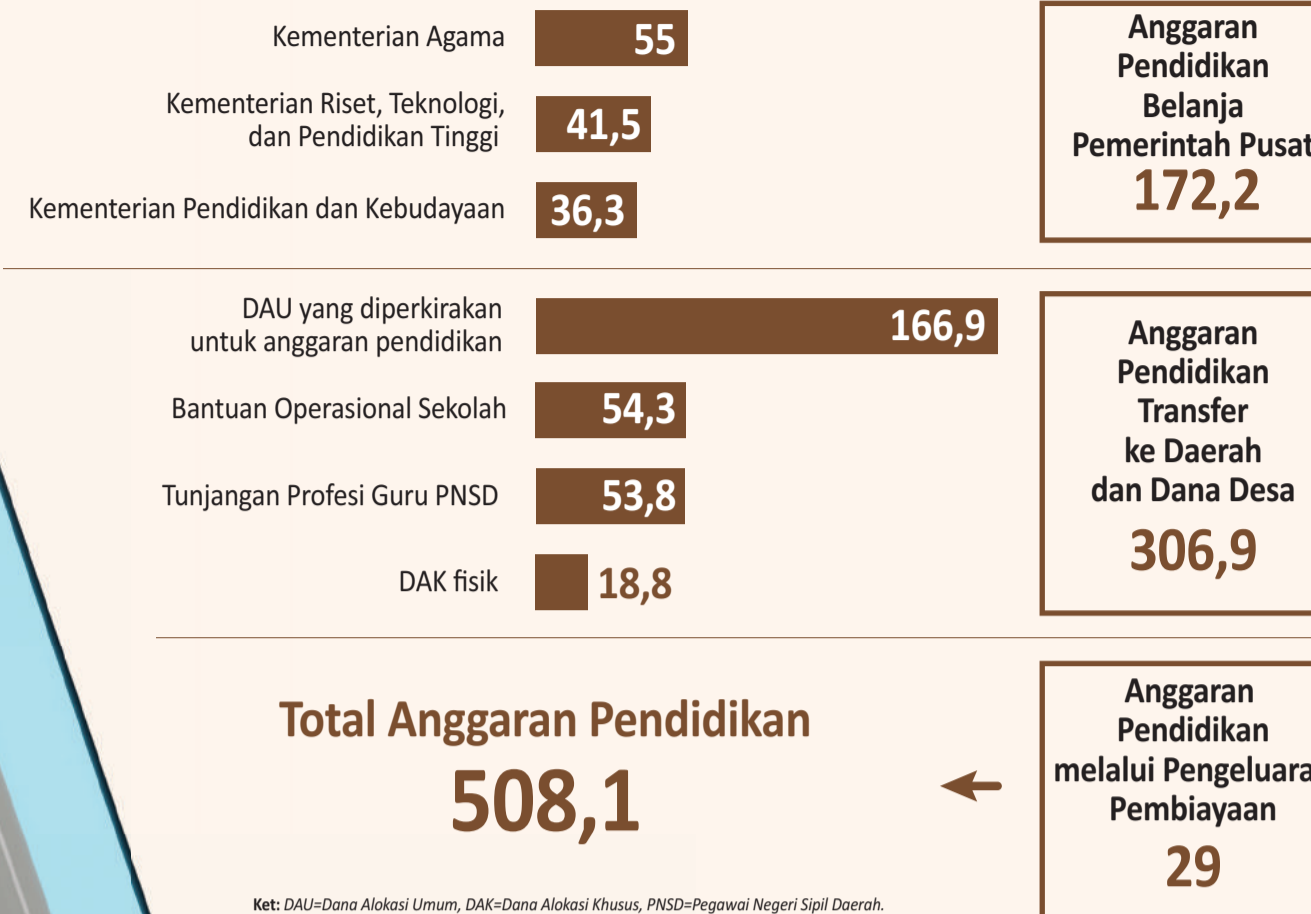 Kementerian Agama
55
Kementerian Riset, Teknologi,
dan Pendidikan Tinggi
41,5
Kementerian Pendidikan dan Kebudayaan
36,3
Anggaran
Pendidikan
Belanja
Pemerintah Pusat
172,2
DAU yang diperkirakan
untuk anggaran pendidikan
166,9
Bantuan Operasional Sekolah
54,3
Tunjangan Profesi Guru PNSD
53,8
DAK fisik
18,8
Anggaran
Pendidikan
Transfer
ke Daerah
dan Dana Desa
306,9
Total Anggaran Pendidikan
508,1
Anggaran
Pendidikan
melalui Pengeluara
Pembiayaan
29
Ket: DAU=Dana Alokasi Umum, DAK=Dana Alokasi Khusus, PNSD=Pegawai Negeri Sipil Daerah.